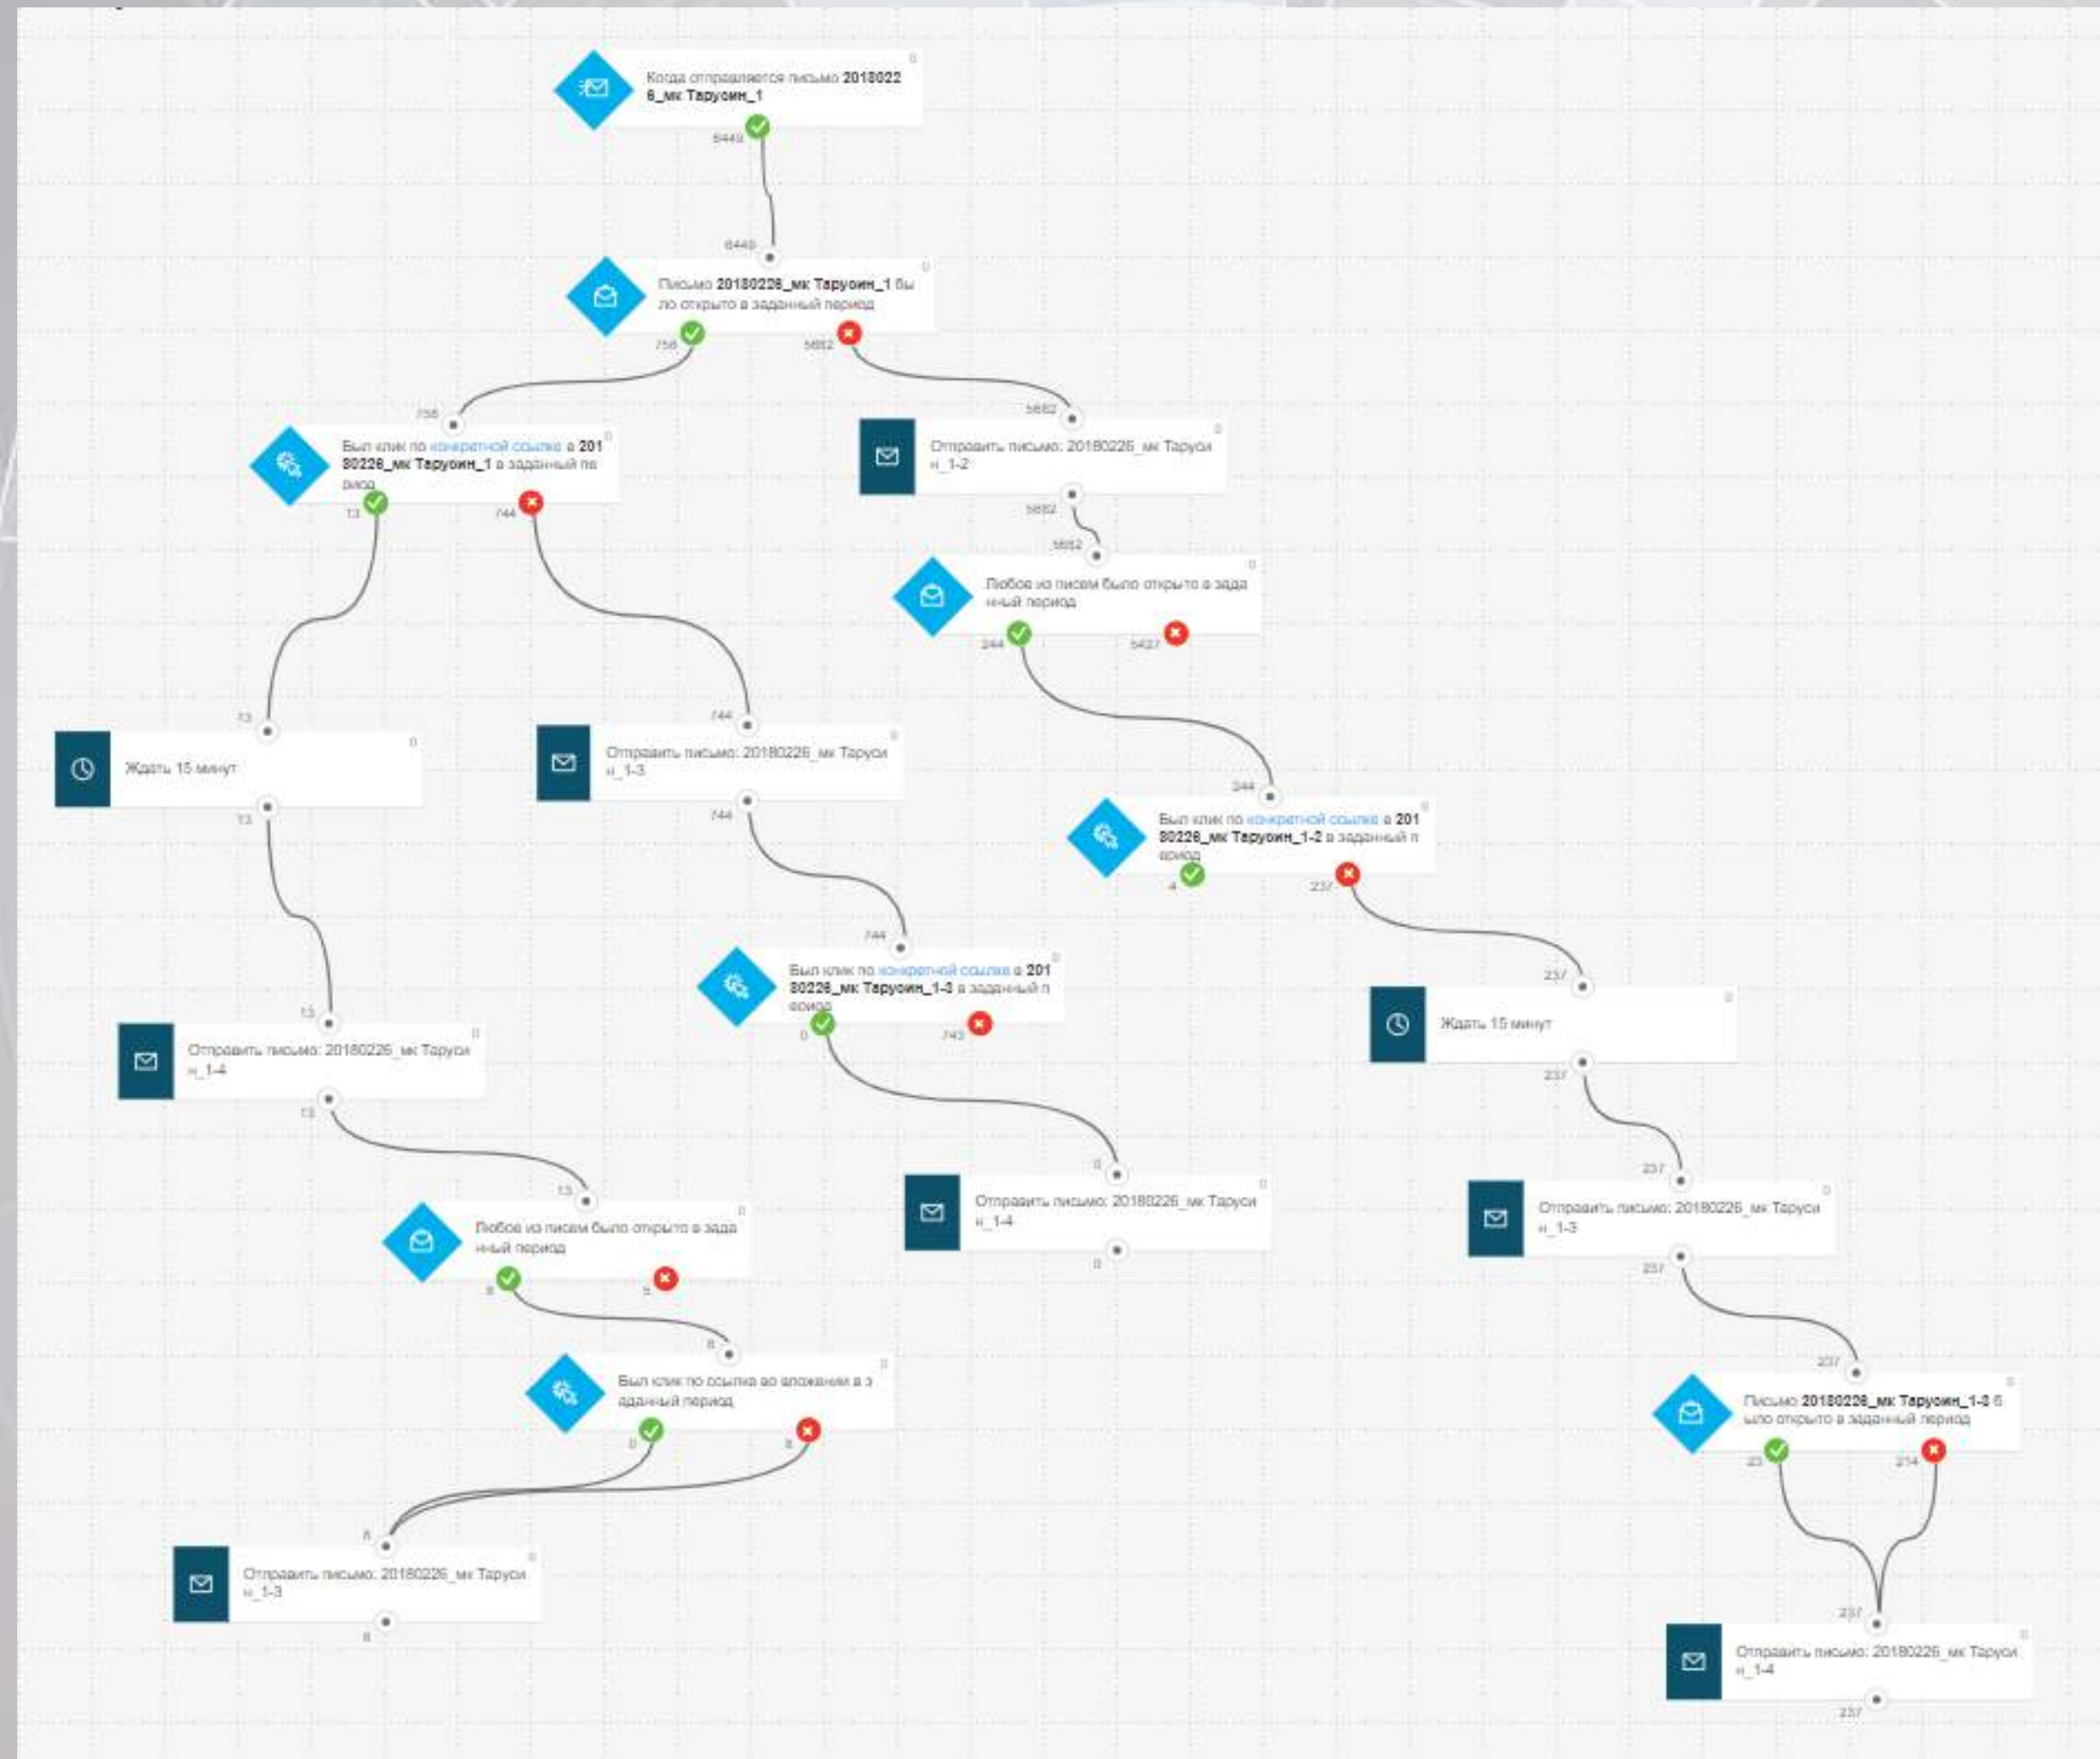 Когда отправляется письмо 2018022
6_мк Тарусин_1
6449
6449
Письмо 20180226_мк Тарусин_1 бы
ло открыто в заданный период
758
5682
758
Был клик по конкретной ссылке в 201
80226_мк Тарусин_1 в заданный пе
риод
13
744
5682
Отправить письмо: 20180226_мк Таруси
н_1-2
5682
5682
Любое из писем было открыто в зада
нный период
244
5427
13
Ждать 15 минут
13
744
Отправить письмо: 20180226_мк Таруси
н_1-3
744
244
Был клик по конкретной ссылке в 201
80226_мк Тарусин_1-2 в заданный п
ериод
4
237
744
Был клик по конкретной ссылке в 201
80226_мк Тарусин_1-3 в заданный п
ериод
0
743
237
Ждать 15 минут
237
13
Отправить письмо: 20180226_мк Таруси
н_1-4
13
0
Отправить письмо: 20180226_мк Таруси
н_1-4
0
237
Отправить письмо: 20180226_мк Таруси
н_1-3
237
13
Любое из писем было открыто в зада
нный период
8
5
8
Был клик по ссылке во вложении в з
аданный период
0
8
237
Письмо 20180226_мк Тарусин_1-3 б
ыло открыто в заданный период
23
214
8
Отправить письмо: 20180226_мк Таруси
н_1-3
8
237
Отправить письмо: 20180226_мк Таруси
н_1-4
237